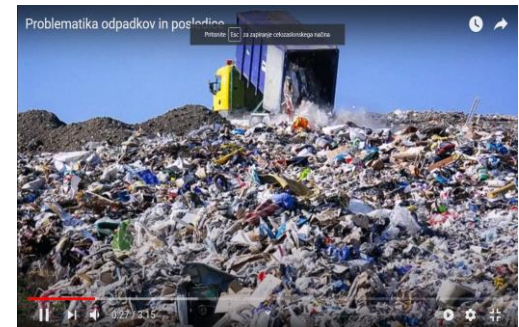 Problematika odpadkov in posledice
Pritisnite Esc za zapiranje celozaslonskega načina
0:27 / 3:15